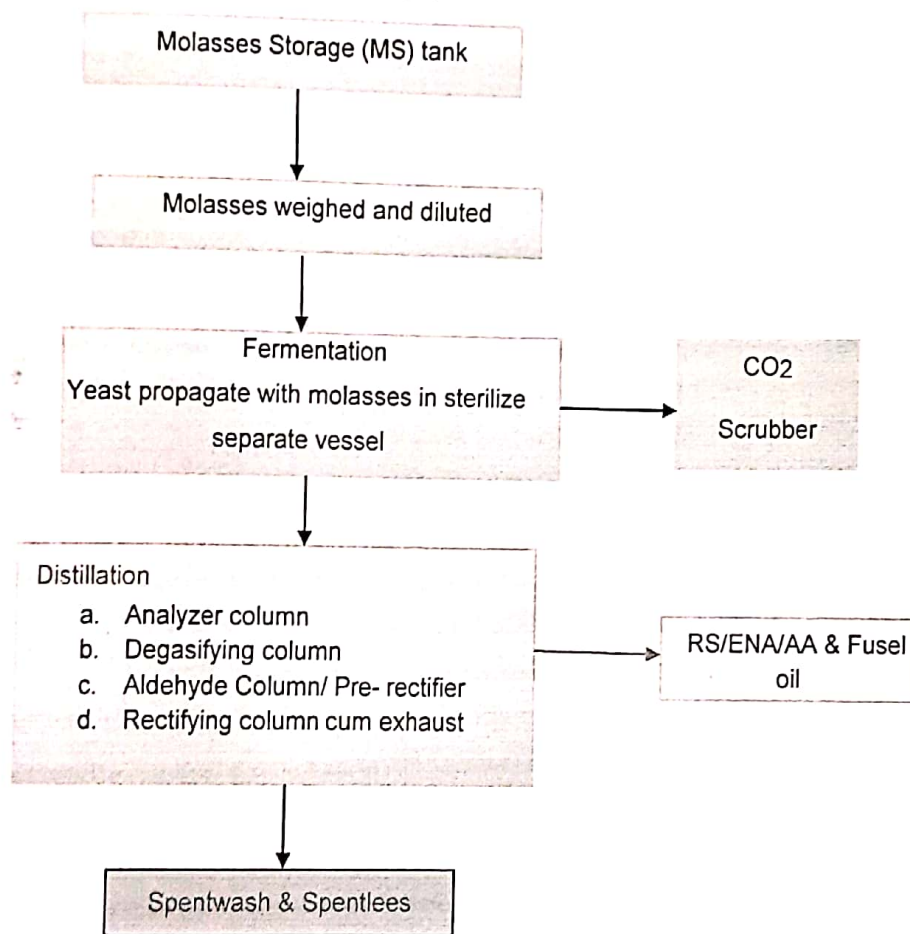 Molasses Storage (MS) tank
Molasses weighed and diluted
Fermentation
Yeast propagate with molasses in sterilize
separate vessel
CO2
Scrubber
Distillation
a. Analyzer column
b. Degasifying column
c. Aldehyde Column/ Pre- rectifier
d. Rectifying column cum exhaust
RS/ENA/AA & Fusel
oil
Spentwash & Spentlees